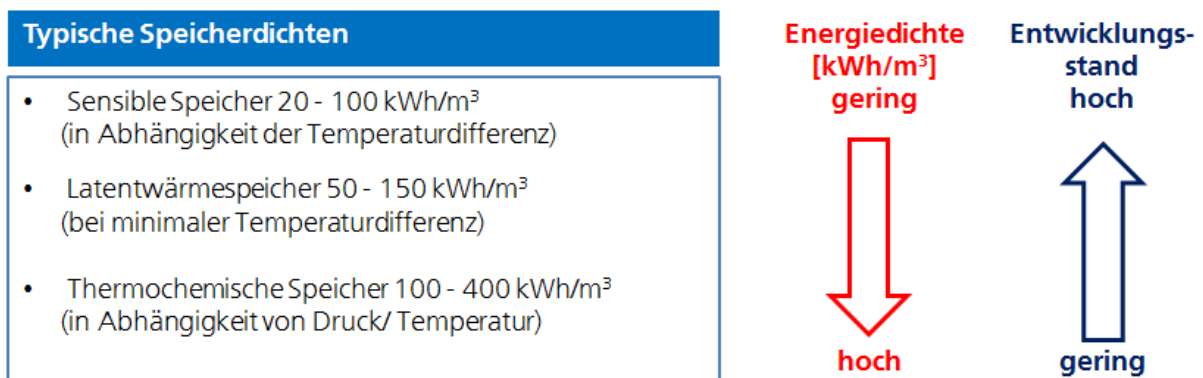 Typische Speicherdichten
• Sensible Speicher 20 - 100 kWh/m³
(in Abhängigkeit der Temperaturdifferenz)
• Latentwärmespeicher 50 - 150 kWh/m³
(bei minimaler Temperaturdifferenz)
• Thermochemische Speicher 100 - 400 kWh/m³
(in Abhängigkeit von Druck/ Temperatur)
Energiedichte
[kWh/m³]
gering
hoch
Entwicklungs-
stand
hoch
gering